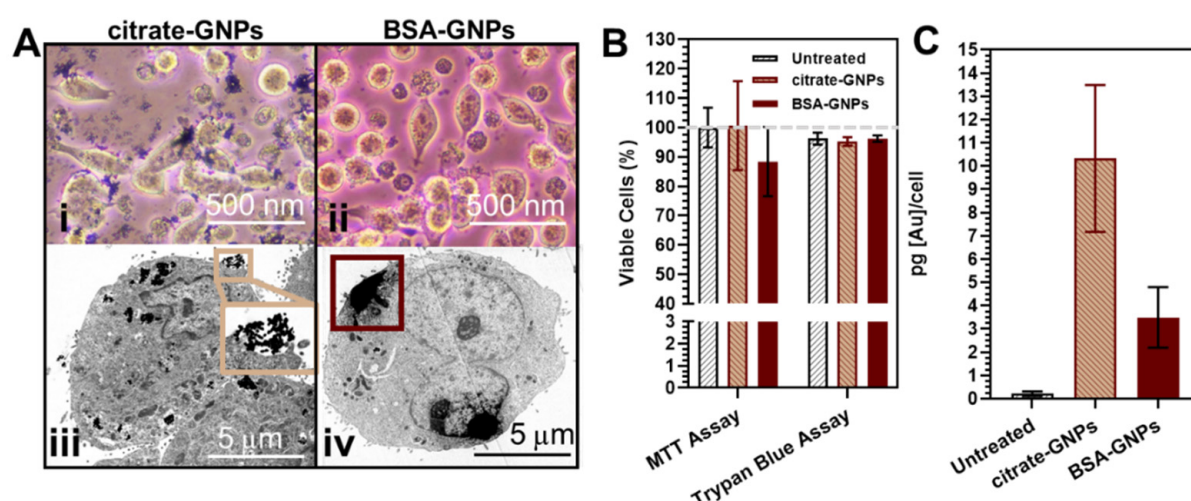 A
citrate-GNPs
BSA-GNPs
i
500 nm
ii
500 nm
iii
5 μm
iv
5 μm
B
Viable Cells (%)
130
120
110
100
90
80
70
60
50
40
3
2
1
0
Untreated
citrate-GNPs
BSA-GNPs
MTT Assay
Trypan Blue Assay
C
pg [Au]/cell
15
14
13
12
11
10
9
8
7
6
5
4
3
2
1
0
Untreated
citrate-GNPs
BSA-GNPs